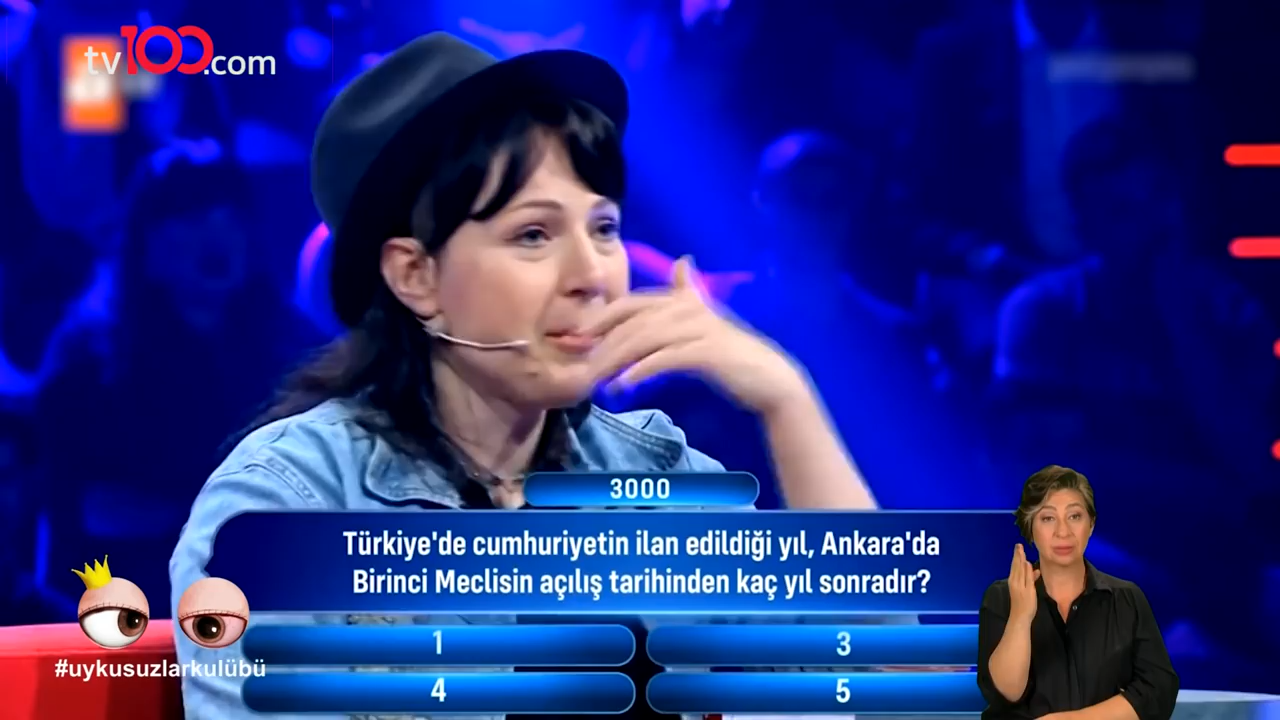 tv100.com
3000
Türkiye'de cumhuriyetin ilan edildiği yıl, Ankara'da
Birinci Meclisin açılış tarihinden kaç yıl sonradır?
1
3
4
5
#uykusuzlarkulübü